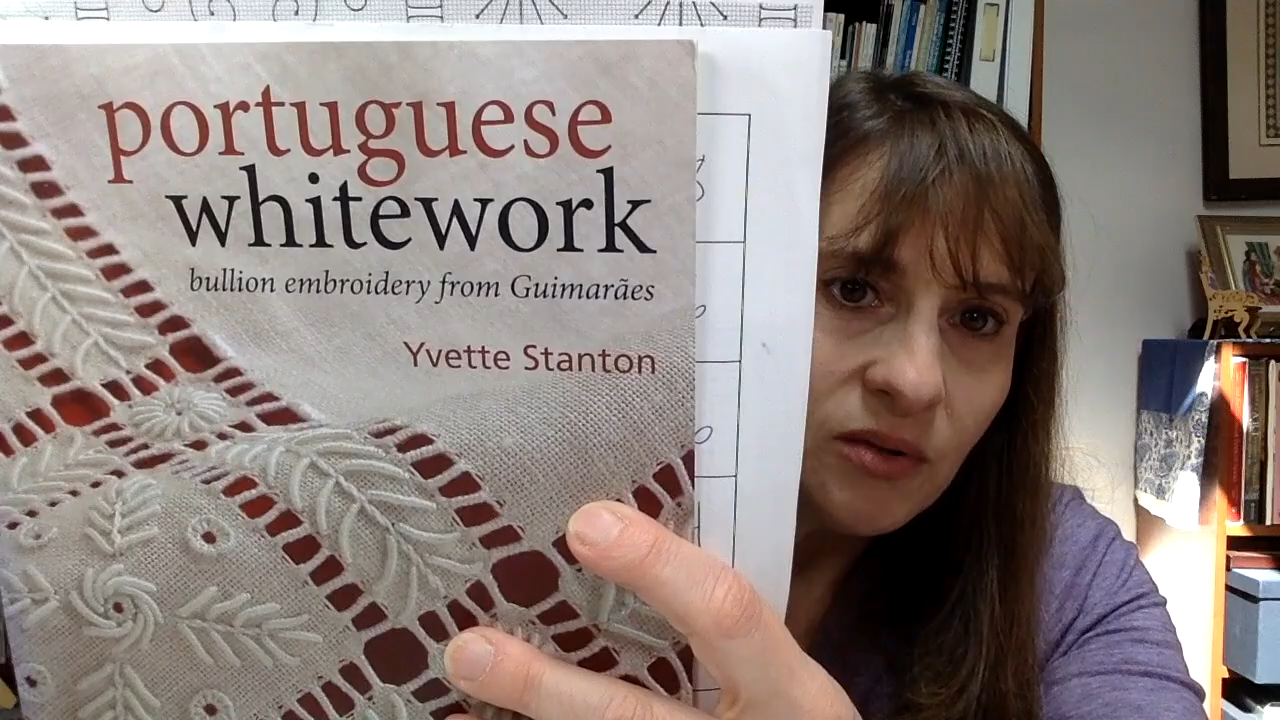 portuguese
whitework
bullion embroidery from Guimarães
Yvette Stanton